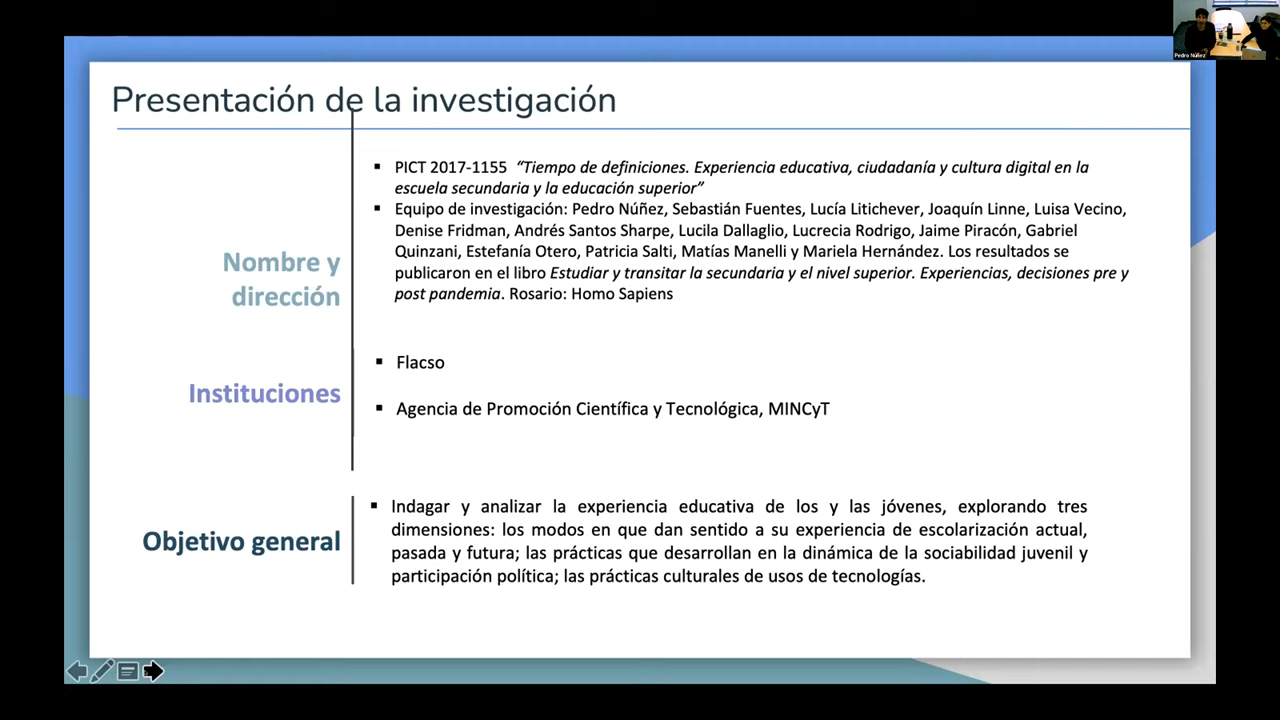 Presentación de la investigación
Nombre y
dirección
▪ PICT 2017-1155 “Tiempo de definiciones. Experiencia educativa, ciudadanía y cultura digital en la
escuela secundaria y la educación superior”
▪ Equipo de investigación: Pedro Núñez, Sebastián Fuentes, Lucía Litichever, Joaquín Linne, Luisa Vecino,
Denise Fridman, Andrés Santos Sharpe, Lucila Dallaglio, Lucrecia Rodrigo, Jaime Piracón, Gabriel
Quinzani, Estefanía Otero, Patricia Salti, Matías Manelli y Mariela Hernández. Los resultados se
publicaron en el libro Estudiar y transitar la secundaria y el nivel superior. Experiencias, decisiones pre y
post pandemia. Rosario: Homo Sapiens
Instituciones
▪ Flacso
▪ Agencia de Promoción Científica y Tecnológica, MINCyT
Objetivo general
▪ Indagar y analizar la experiencia educativa de los y las jóvenes, explorando tres
dimensiones: los modos en que dan sentido a su experiencia de escolarización actual,
pasada y futura; las prácticas que desarrollan en la dinámica de la sociabilidad juvenil y
participación política; las prácticas culturales de usos de tecnologías.
Pedro Núñez